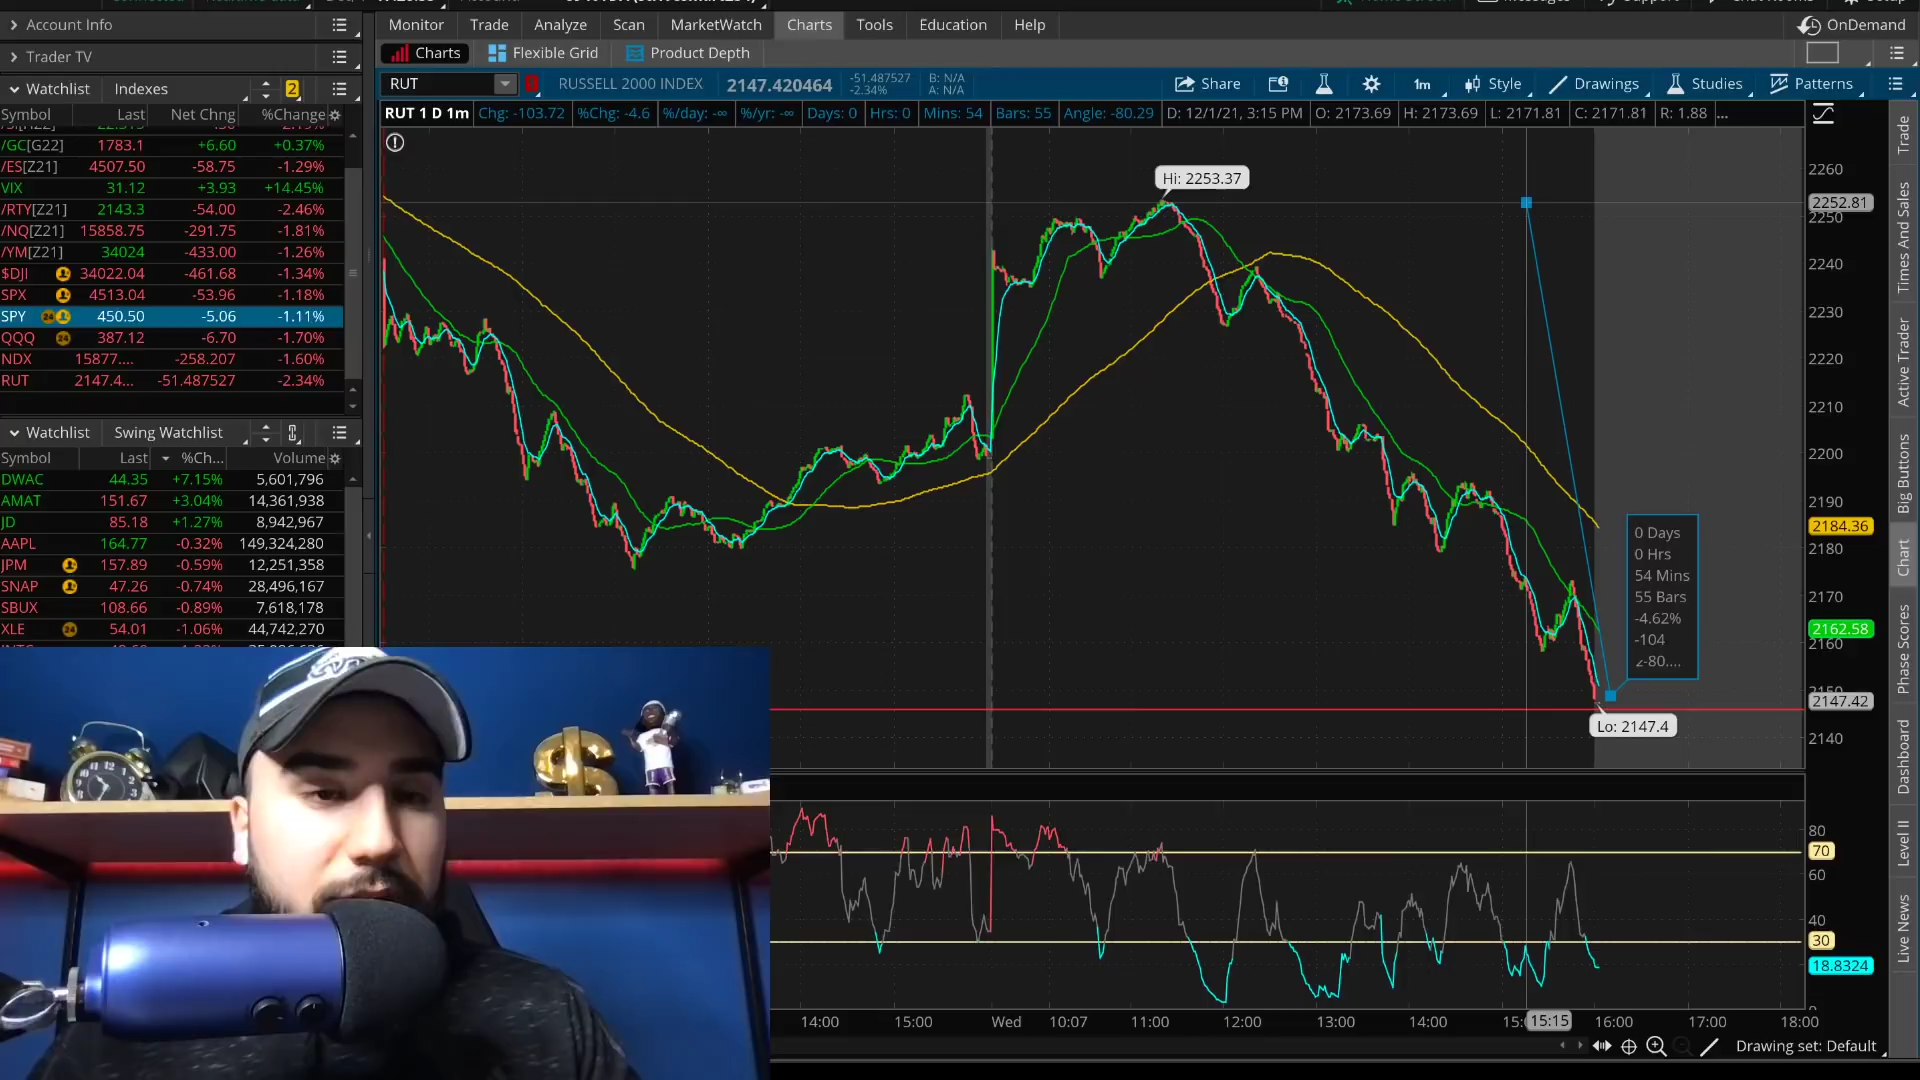 Account Info
Trader TV
Monitor Trade Analyze Scan MarketWatch Charts Tools Education Help
OnDemand
Charts Flexible Grid Product Depth
Watchlist Indexes 2
RUT RUSSELL 2000 INDEX 2147.420464 -51.487527 -2.34% B: N/A A: N/A Share 1m Style Drawings Studies Patterns
Symbol Last Net Chng %Change
RUT 1 D 1m Chg: -103.72 %Chg: -4.6 %/day: -∞ %/yr: -∞ Days: 0 Hrs: 0 Mins: 54 Bars: 55 Angle: -80.29 D: 12/1/21, 3:15 PM O: 2173.69 H: 2173.69 L: 2171.81 C: 2171.81 R: 1.88 ...
/GC[G22] 1783.1 +6.60 +0.37%
/ES[Z21] 4507.50 -58.75 -1.29%
VIX 31.12 +3.93 +14.45%
/RTY[Z21] 2143.3 -54.00 -2.46%
/NQ[Z21] 15858.75 -291.75 -1.81%
/YM[Z21] 34024 -433.00 -1.26%
$DJI 34022.04 -461.68 -1.34%
SPX 4513.04 -53.96 -1.18%
SPY 24 450.50 -5.06 -1.11%
QQQ 24 387.12 -6.70 -1.70%
NDX 15877.... -258.207 -1.60%
RUT 2147.4... -51.487527 -2.34%
Watchlist Swing Watchlist
Symbol Last %Ch... Volume
DWAC 44.35 +7.15% 5,601,796
AMAT 151.67 +3.04% 14,361,938
JD 85.18 +1.27% 8,942,967
AAPL 164.77 -0.32% 149,324,280
JPM 157.89 -0.59% 12,251,358
SNAP 47.26 -0.74% 28,496,167
SBUX 108.66 -0.89% 7,618,178
XLE 24 54.01 -1.06% 44,742,270
Hi: 2253.37
0 Days
0 Hrs
54 Mins
55 Bars
-4.62%
-104
∠-80....
Lo: 2147.4
2260
2252.81
2250
2240
2230
2220
2210
2200
2190
2184.36
2180
2170
2162.58
2160
2150
2147.42
2140
80
70
60
40
30
18.8324
14:00 15:00 Wed 10:07 11:00 12:00 13:00 14:00 15:15 16:00 17:00 18:00
Drawing set: Default
Trade
Times And Sales
Active Trader
Big Buttons
Chart
Phase Scores
Dashboard
Level II
Live News